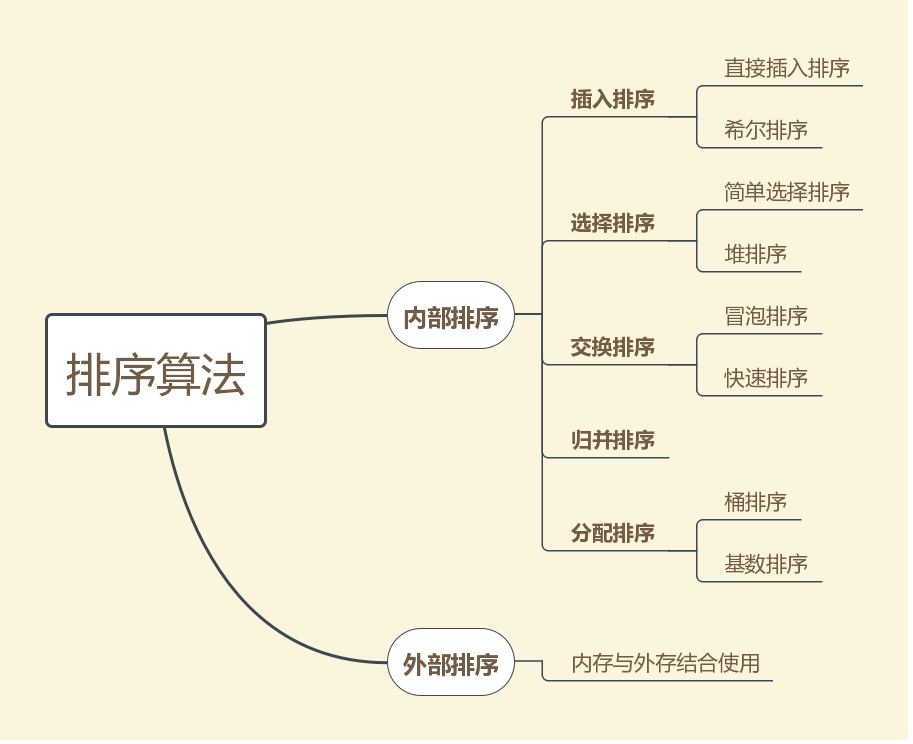 排序算法
内部排序
插入排序
直接插入排序
希尔排序
选择排序
简单选择排序
堆排序
交换排序
冒泡排序
快速排序
归并排序
分配排序
桶排序
基数排序
外部排序
内存与外存结合使用